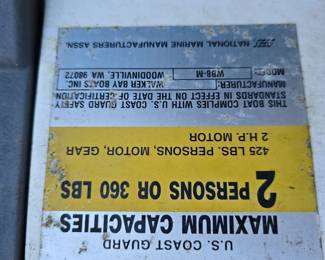 U.S. COAST GUARD
MAXIMUM CAPACITIES
2 PERSONS OR 360 LBS
425 LBS. PERSONS, MOTOR, GEAR
2 H.P. MOTOR
THIS BOAT COMPLIES WITH U.S. COAST GUARD SAFETY
STANDARDS IN EFFECT ON THE DATE OF CERTIFICATION
MANUFACTURER: WALKER BAY BOATS INC.
WOODINVILLE, WA 98072
MODEL: WB8-M
NATIONAL MARINE MANUFACTURERS ASSN.